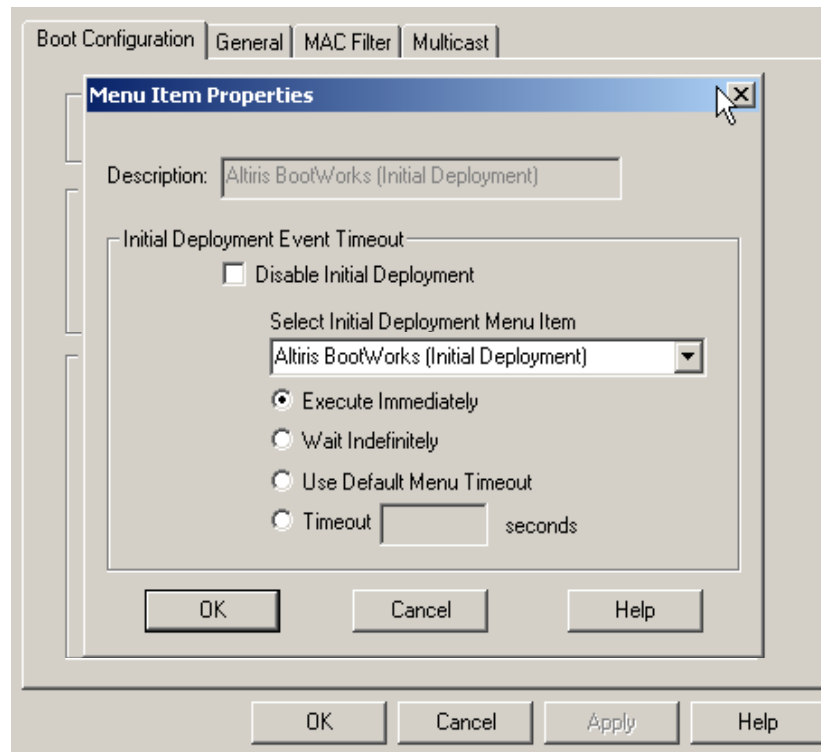 Boot Configuration General MAC Filter Multicast
Menu Item Properties
Description: Altiris BootWorks (Initial Deployment)
Initial Deployment Event Timeout
Disable Initial Deployment
Select Initial Deployment Menu Item
Altiris BootWorks (Initial Deployment)
Execute Immediately
Wait Indefinitely
Use Default Menu Timeout
Timeout seconds
OK Cancel Help
OK Cancel Apply Help